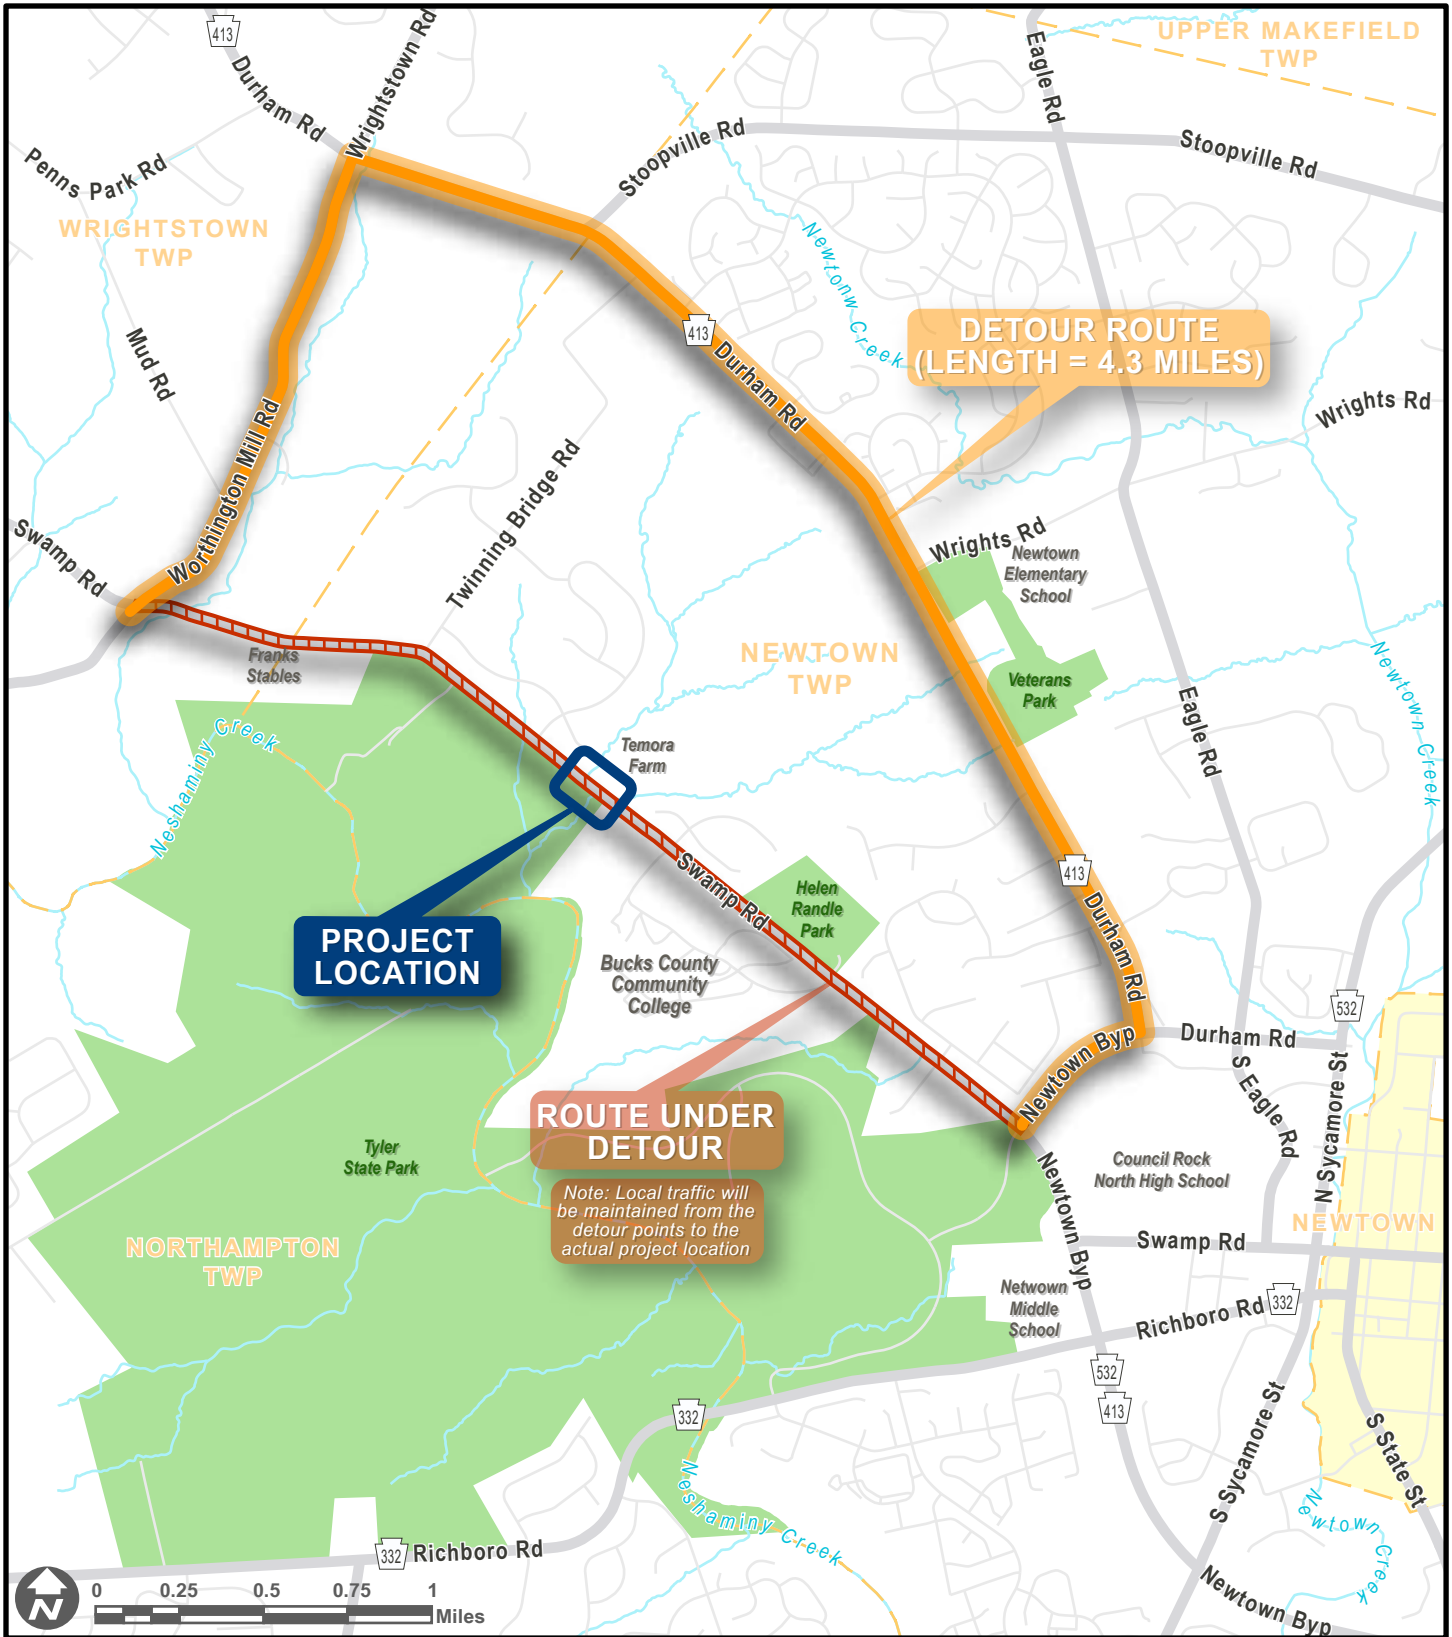 413
Durham Rd
Wrightstown Rd
Eagle Rd
UPPER MAKEFIELD
TWP
Penns Park Rd
Stoopville Rd
Stoopville Rd
WRIGHTSTOWN
TWP
Newtonw Creek
Mud Rd
413
Durham Rd
DETOUR ROUTE
(LENGTH = 4.3 MILES)
Wrights Rd
Worthington Mill Rd
Twinning Bridge Rd
Swamp Rd
Wrights Rd
Newtown
Elementary
School
Franks
Stables
NEWTOWN
TWP
Veterans
Park
Eagle Rd
Newtown Creek
Neshaminy Creek
Temora
Farm
413
Durham Rd
Swamp Rd
Helen
Randle
Park
PROJECT
LOCATION
Bucks County
Community
College
532
Newtown Byp
Durham Rd
S Eagle Rd
N Sycamore St
ROUTE UNDER
DETOUR
Note: Local traffic will
be maintained from the
detour points to the
actual project location
Tyler
State Park
Council Rock
North High School
Newtown Byp
NEWTOWN
NORTHAMPTON
TWP
Swamp Rd
Netwown
Middle
School
Richboro Rd
332
532
413
332
S Sycamore St
S State St
Neshaminy Creek
Newtown Creek
332
Richboro Rd
Newtown Byp
N
0 0.25 0.5 0.75 1
Miles